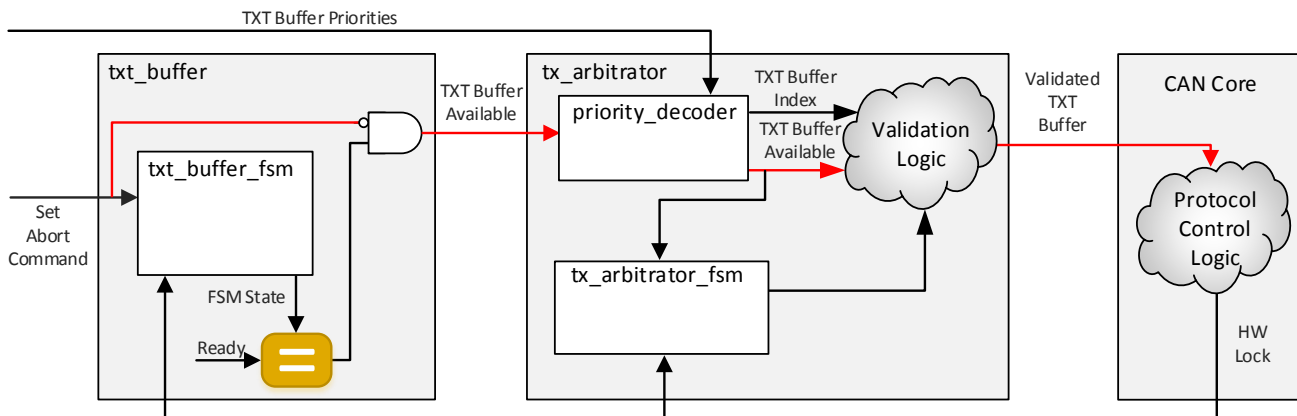 TXT Buffer Priorities
txt_buffer
TXT Buffer
Available
txt_buffer_fsm
Set
Abort
Command
FSM State
Ready
tx_arbitrator
priority_decoder
TXT Buffer
Index
TXT Buffer
Available
Validation
Logic
tx_arbitrator_fsm
Validated
TXT
Buffer
CAN Core
Protocol
Control
Logic
HW
Lock